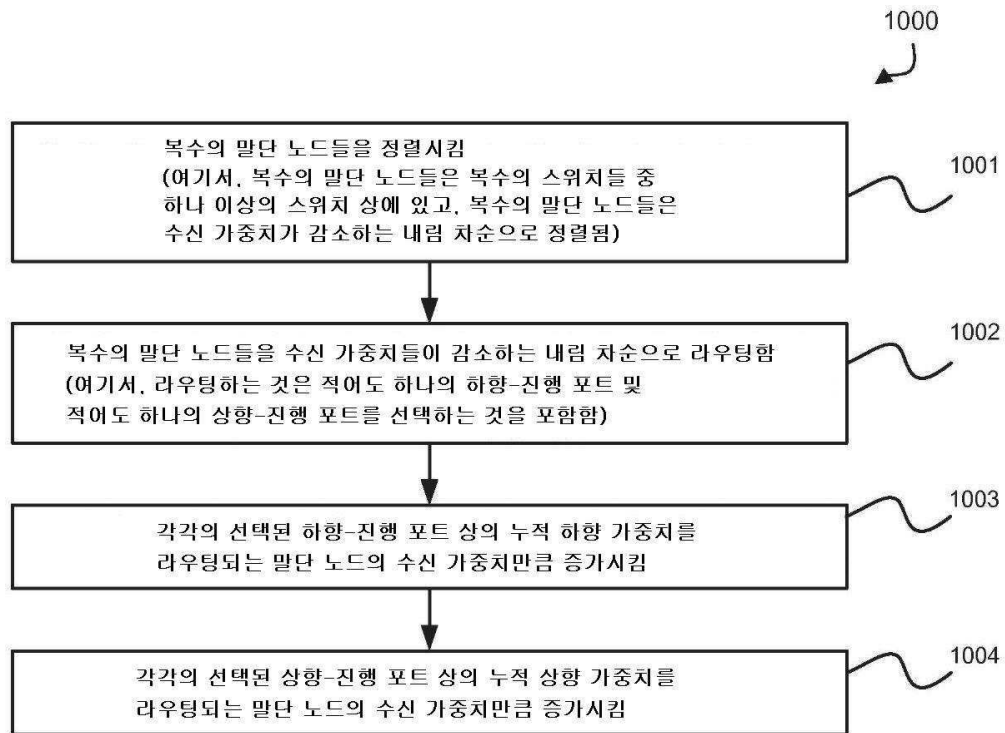 1000
복수의 말단 노드들을 정렬시킴
(여기서, 복수의 말단 노드들은 복수의 스위치들 중
하나 이상의 스위치 상에 있고, 복수의 말단 노드들은
수신 가중치가 감소하는 내림 차순으로 정렬됨)
1001
복수의 말단 노드들을 수신 가중치들이 감소하는 내림 차순으로 라우팅함
(여기서, 라우팅하는 것은 적어도 하나의 하향-진행 포트 및
적어도 하나의 상향-진행 포트를 선택하는 것을 포함함)
1002
각각의 선택된 하향-진행 포트 상의 누적 하향 가중치를
라우팅되는 말단 노드의 수신 가중치만큼 증가시킴
1003
각각의 선택된 상향-진행 포트 상의 누적 상향 가중치를
라우팅되는 말단 노드의 수신 가중치만큼 증가시킴
1004